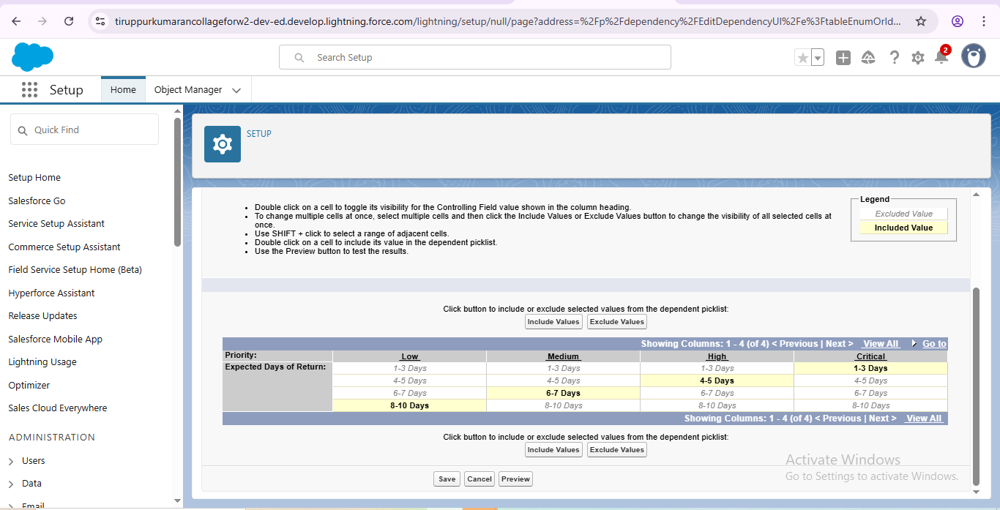 tiruppurkumarancollageforw2-dev-ed.develop.lightning.force.com/lightning/setup/null/page?address=%2Fp%2Fdependency%2FEditDependencyUI%2Fe%3FtableEnumOrId...
Search Setup
2
Setup
Home
Object Manager
Quick Find
Setup Home
Salesforce Go
Service Setup Assistant
Commerce Setup Assistant
Field Service Setup Home (Beta)
Hyperforce Assistant
Release Updates
Salesforce Mobile App
Lightning Usage
Optimizer
Sales Cloud Everywhere
ADMINISTRATION
Users
Data
Email
SETUP
• Double click on a cell to toggle its visibility for the Controlling Field value shown in the column heading.
• To change multiple cells at once, select multiple cells and then click the Include Values or Exclude Values button to change the visibility of all selected cells at
once.
• Use SHIFT + click to select a range of adjacent cells.
• Double click on a cell to include its value in the dependent picklist.
• Use the Preview button to test the results.
Legend
Excluded Value
Included Value
Click button to include or exclude selected values from the dependent picklist:
Include Values Exclude Values
Showing Columns: 1 - 4 (of 4) < Previous | Next > View All Go to
Priority: Low Medium High Critical
Expected Days of Return: 1-3 Days 1-3 Days 1-3 Days 1-3 Days
4-5 Days 4-5 Days 4-5 Days 4-5 Days
6-7 Days 6-7 Days 6-7 Days 6-7 Days
8-10 Days 8-10 Days 8-10 Days 8-10 Days
Showing Columns: 1 - 4 (of 4) < Previous | Next > View All
Click button to include or exclude selected values from the dependent picklist:
Include Values Exclude Values
Save Cancel Preview
Activate Windows
Go to Settings to activate Windows.